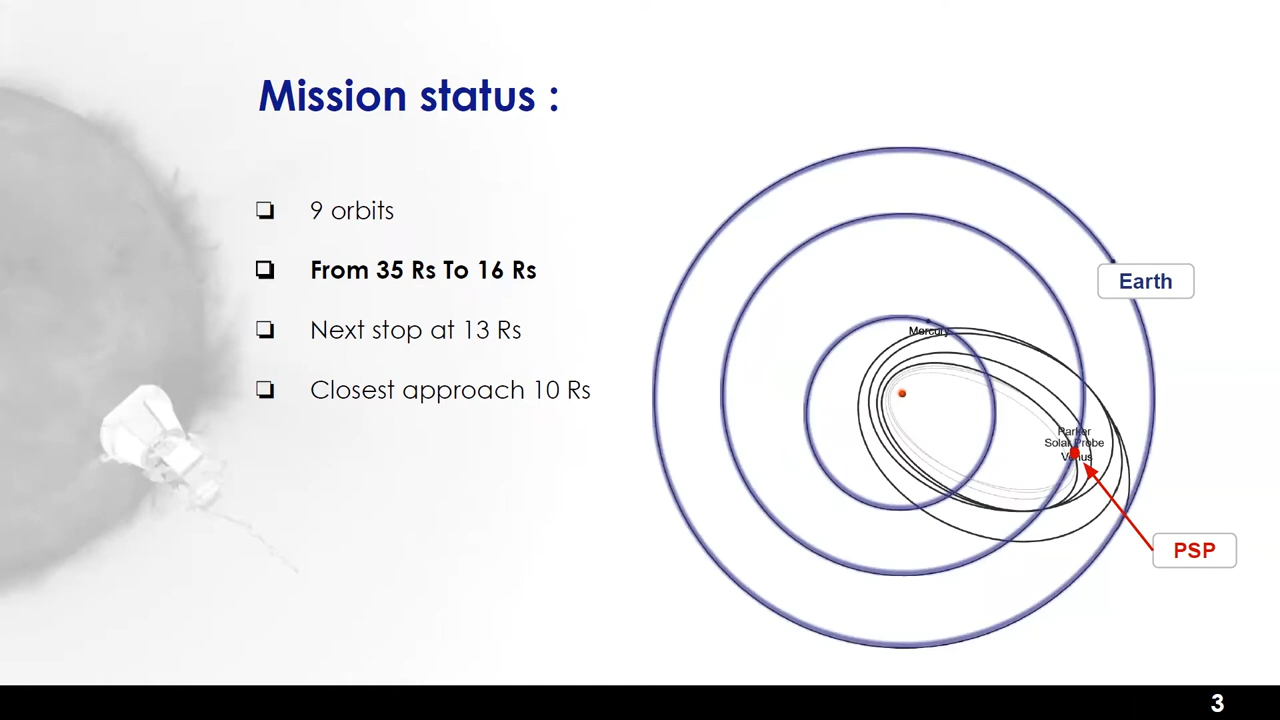 Mission status :
9 orbits
From 35 Rs To 16 Rs
Next stop at 13 Rs
Closest approach 10 Rs
Earth
Mercury
Parker
Solar Probe
Venus
PSP
3